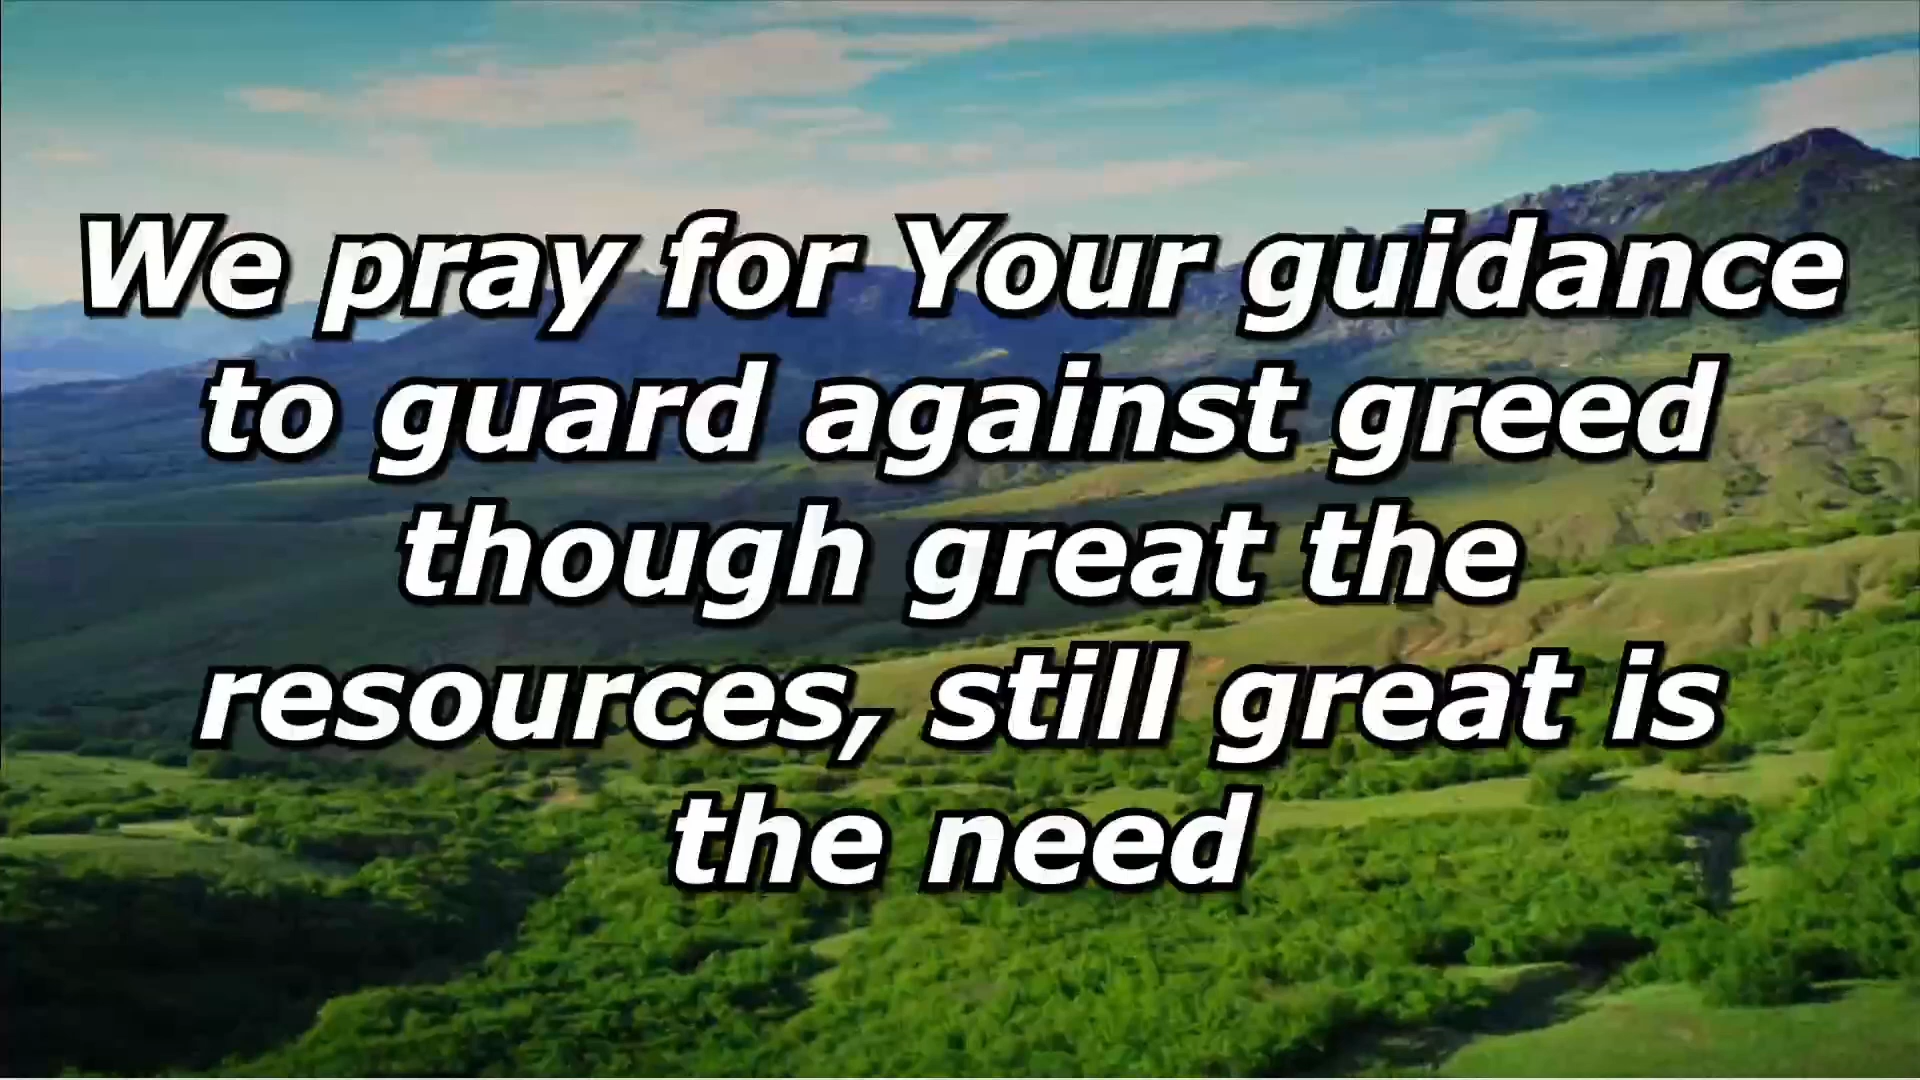 We pray for Your guidance
to guard against greed
though great the
resources, still great is
the need